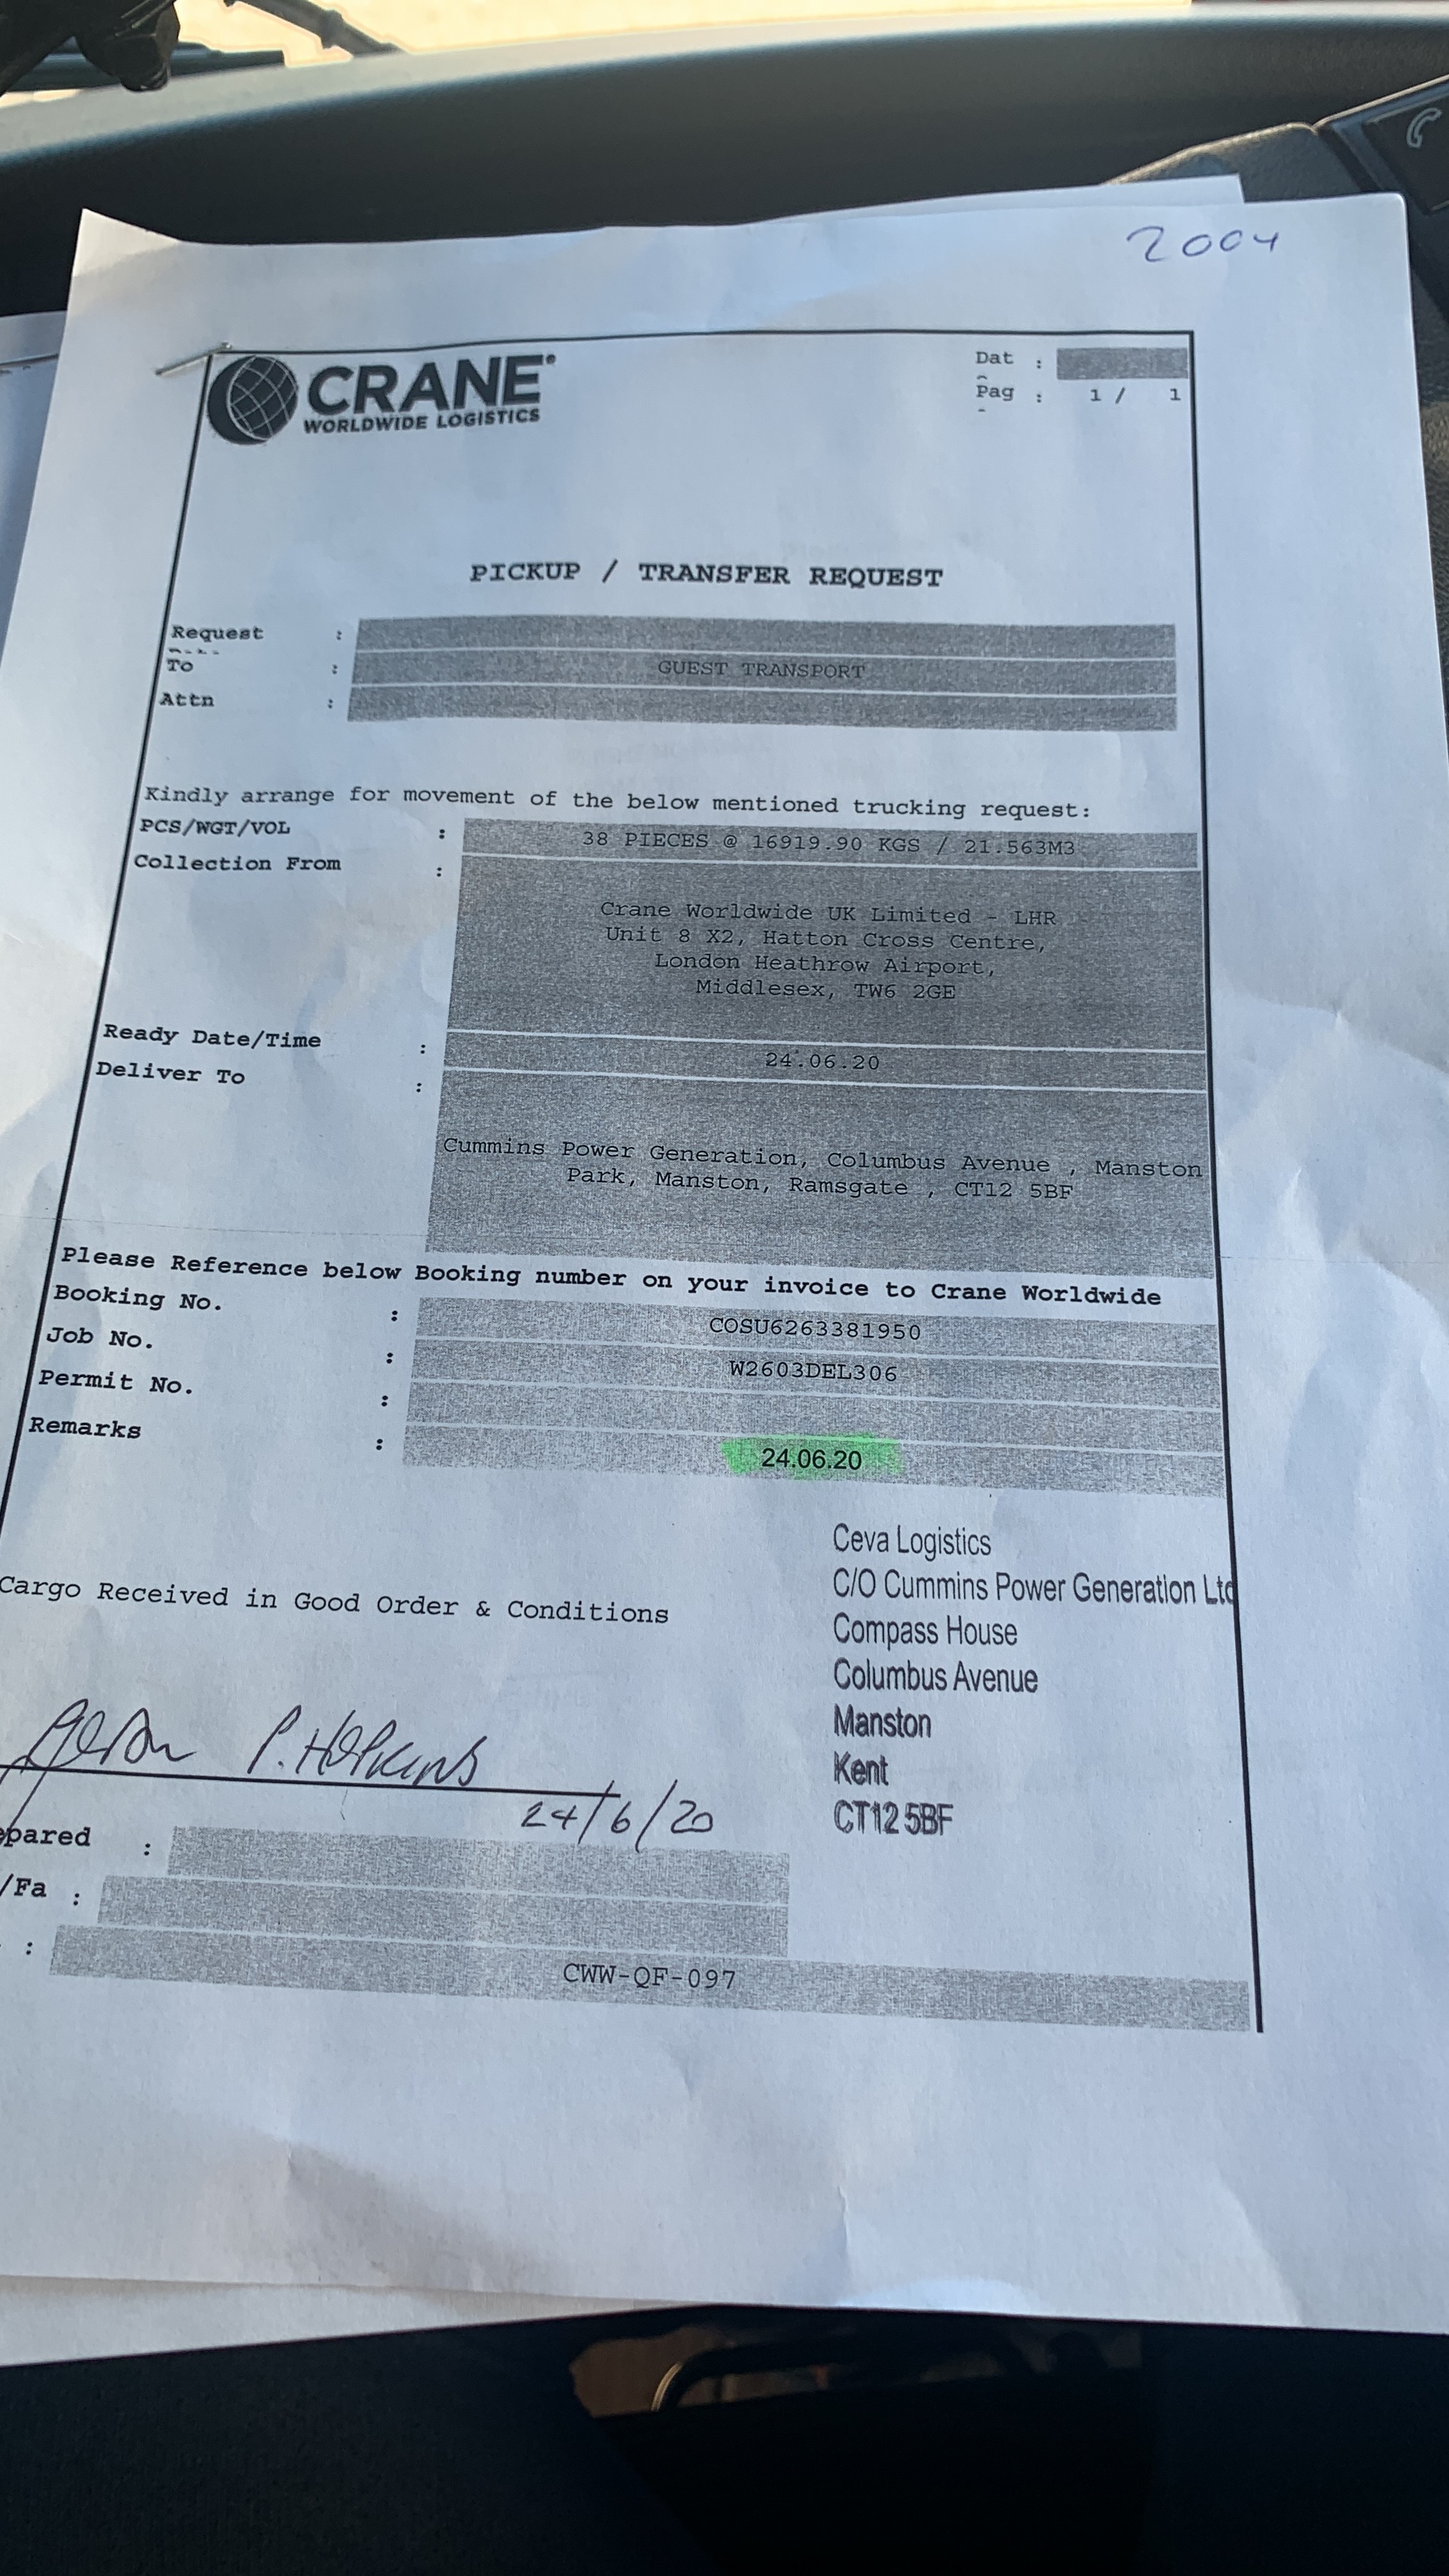 2004
CRANE
WORLDWIDE LOGISTICS
Dat :
Pag : 1 / 1
PICKUP / TRANSFER REQUEST
Request :
To : GUEST TRANSPORT
Attn :
Kindly arrange for movement of the below mentioned trucking request:
PCS/WGT/VOL : 38 PIECES @ 16919.90 KGS / 21.563M3
Collection From :
Crane Worldwide UK Limited - LHR
Unit 8 X2, Hatton Cross Centre,
London Heathrow Airport,
Middlesex, TW6 2GE
Ready Date/Time : 24.06.20
Deliver To :
Cummins Power Generation, Columbus Avenue , Manston
Park, Manston, Ramsgate , CT12 5BF
Please Reference below Booking number on your invoice to Crane Worldwide
Booking No. : COSU6263381950
Job No. : W2603DEL306
Permit No. :
Remarks : 24.06.20
Ceva Logistics
C/O Cummins Power Generation Ltd
Compass House
Columbus Avenue
Manston
Kent
CT12 5BF
Cargo Received in Good Order & Conditions
P. HOPKINS
24/6/20
epared :
/Fa :
:
CWW-QF-097